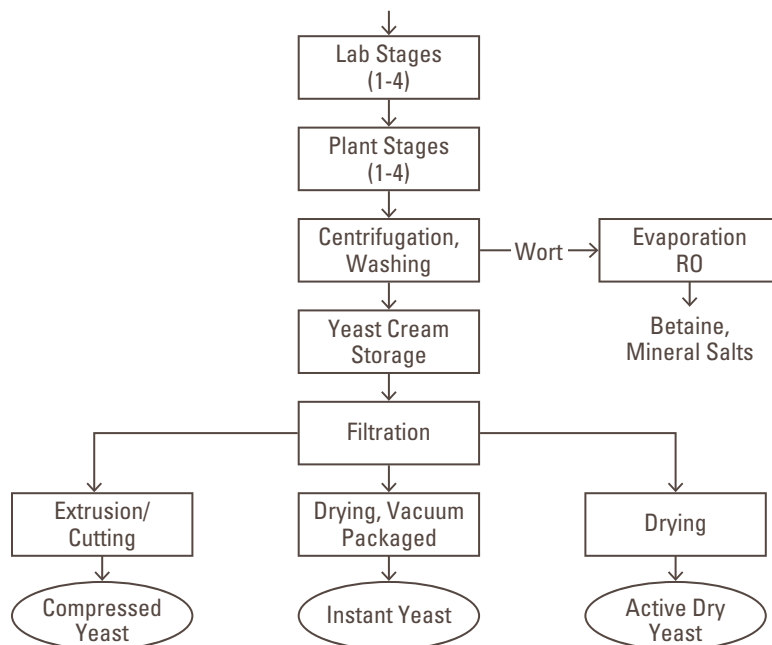 Lab Stages
(1-4)
Plant Stages
(1-4)
Centrifugation,
Washing
Wort
Evaporation
RO
Yeast Cream
Storage
Betaine,
Mineral Salts
Filtration
Extrusion/
Cutting
Drying, Vacuum
Packaged
Drying
Compressed
Yeast
Instant Yeast
Active Dry
Yeast